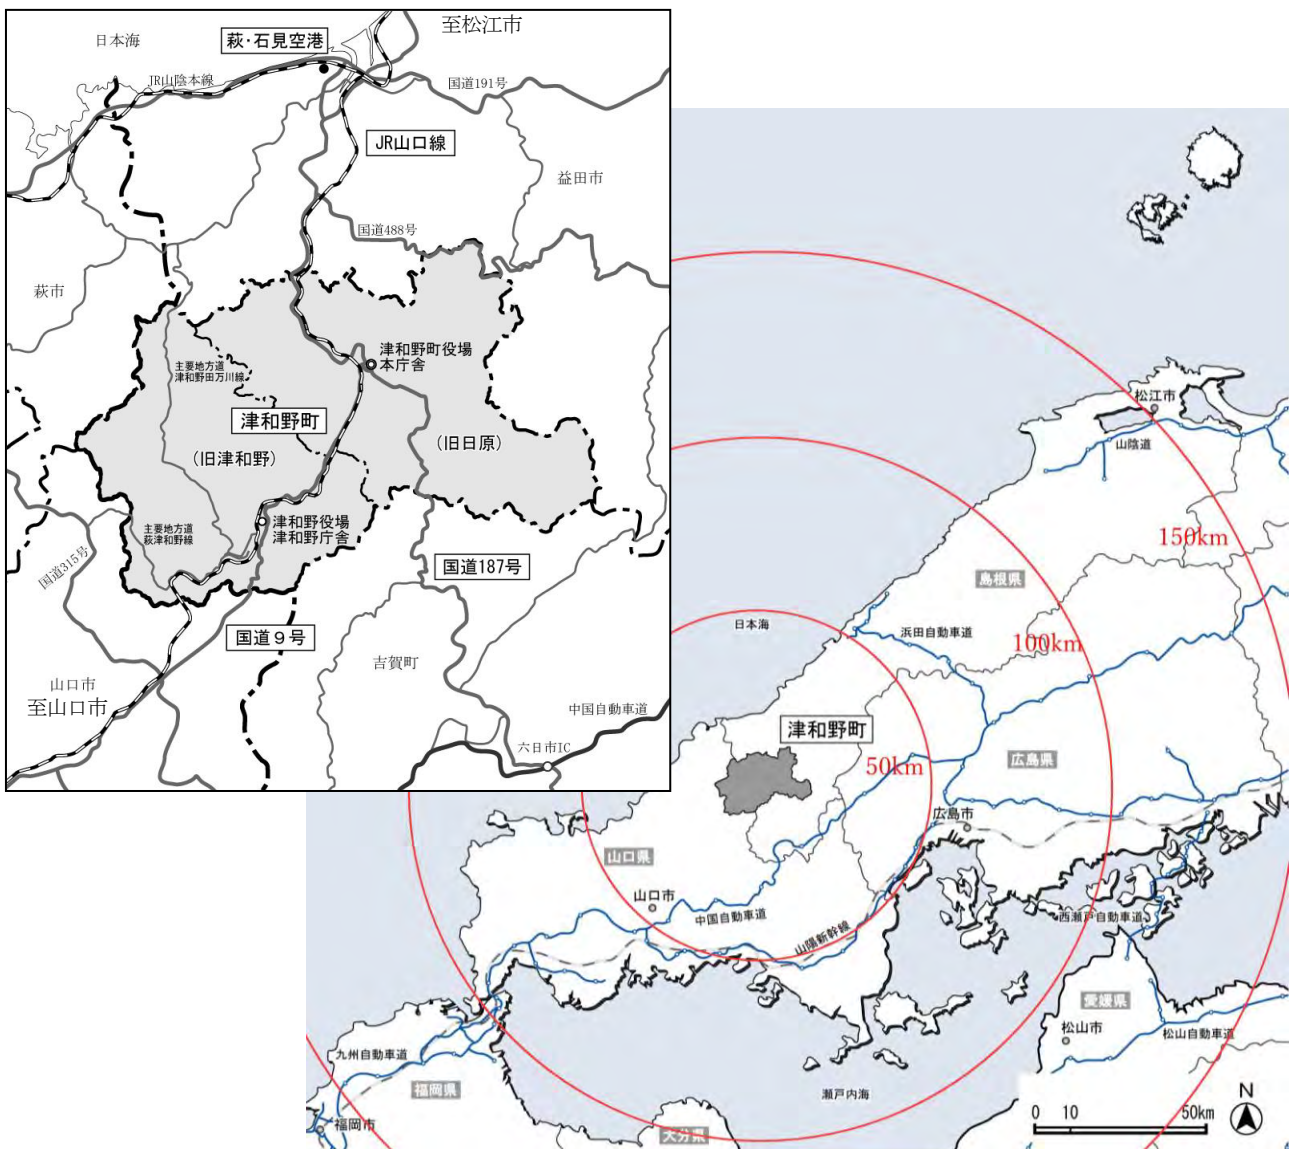 日本海
萩・石見空港
至松江市
JR山陰本線
国道191号
JR山口線
益田市
国道488号
萩市
津和野町役場
本庁舎
主要地方道
津和野田万川線
津和野町
(旧津和野)
(旧日原)
主要地方道
萩津和野線
津和野役場
津和野庁舎
国道315号
国道187号
国道9号
吉賀町
山口市
至山口市
中国自動車道
六日市IC
松江市
山陰道
150km
島根県
日本海
浜田自動車道
100km
津和野町
50km
広島県
広島市
山口県
山口市
中国自動車道
山陽新幹線
西瀬戸自動車道
愛媛県
松山市
松山自動車道
九州自動車道
福岡県
瀬戸内海
福岡市
大分県
N
0 10 50km